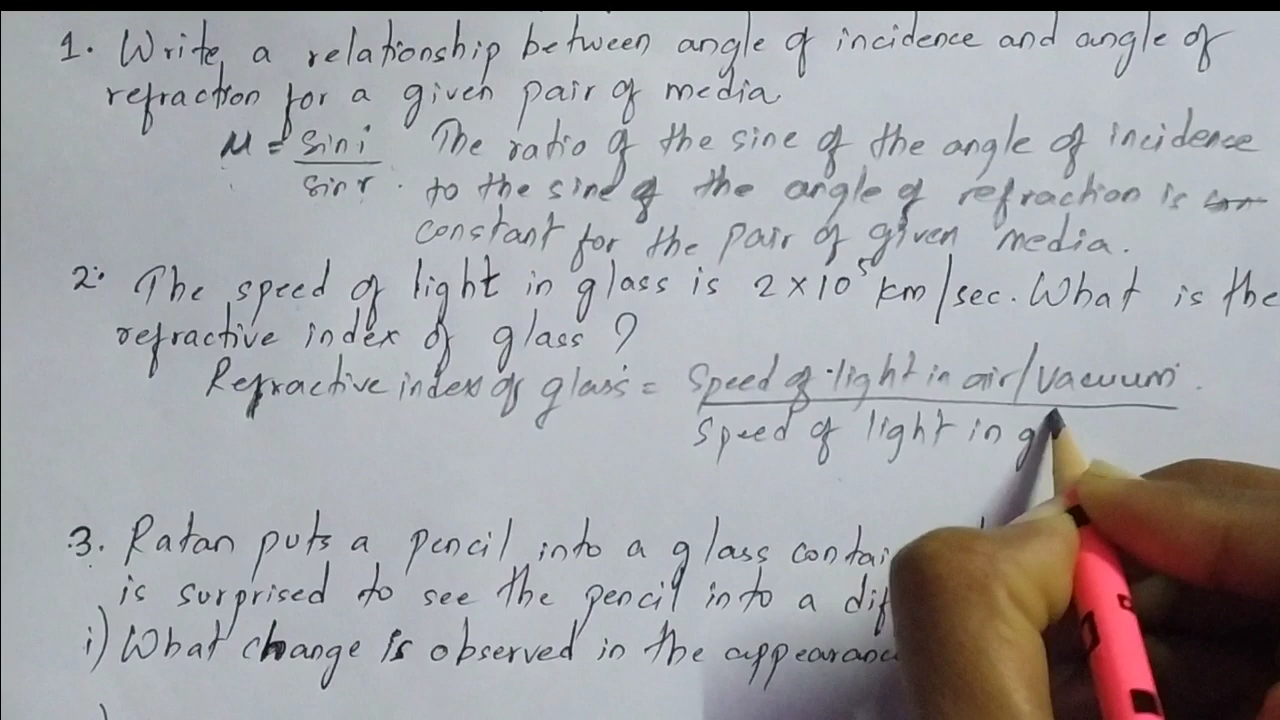 1. Write a relationship between angle of incidence and angle of
refraction for a given pair of media.
μ = sin i / sin r . The ratio of the sine of the angle of incidence
to the sine of the angle of refraction is
constant for the pair of given media.
2. The speed of light in glass is 2×10⁵ km/sec. What is the
refractive index of glass ?
Refractive index of glass = Speed of light in air/vacuum.
Speed of light in g
3. Ratan puts a pencil into a glass contai
is surprised to see the pencil into a dif
i) What change is observed in the appearanc